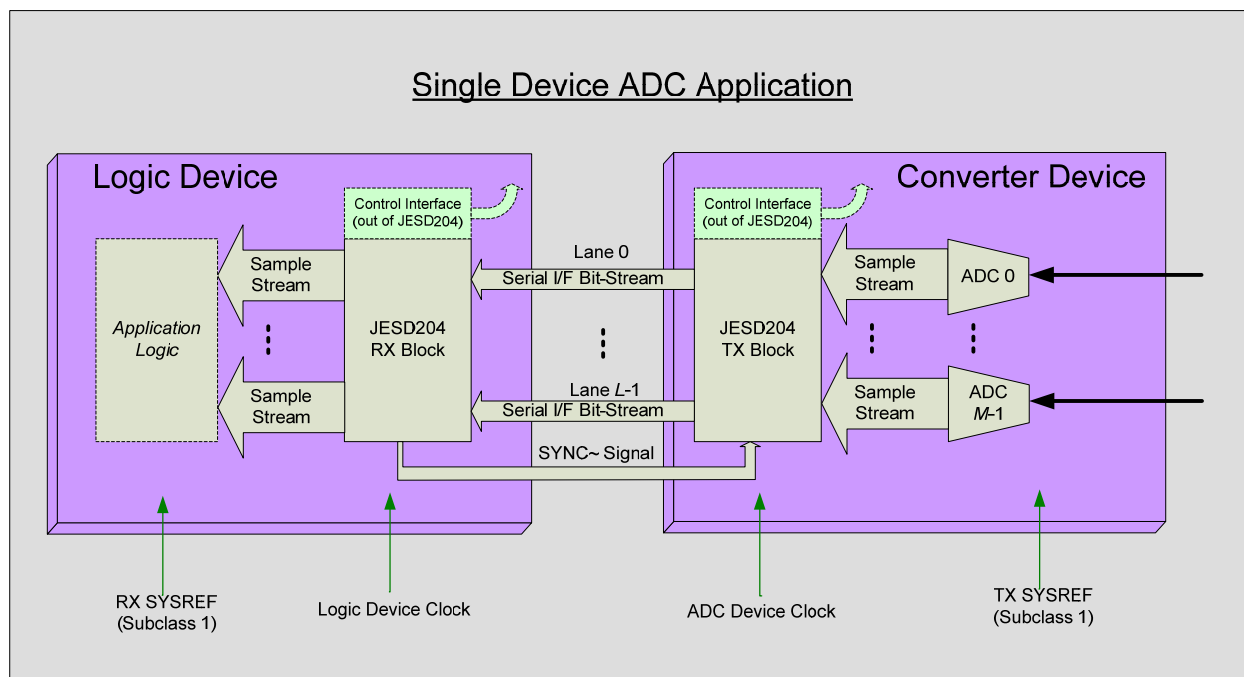 Single Device ADC Application
Logic Device
Converter Device
Control Interface
(out of JESD204)
Control Interface
(out of JESD204)
Application
Logic
Sample
Stream
Sample
Stream
JESD204
RX Block
Lane 0
Serial I/F Bit-Stream
Lane L-1
Serial I/F Bit-Stream
SYNC~ Signal
JESD204
TX Block
Sample
Stream
Sample
Stream
ADC 0
ADC
M-1
RX SYSREF
(Subclass 1)
Logic Device Clock
ADC Device Clock
TX SYSREF
(Subclass 1)